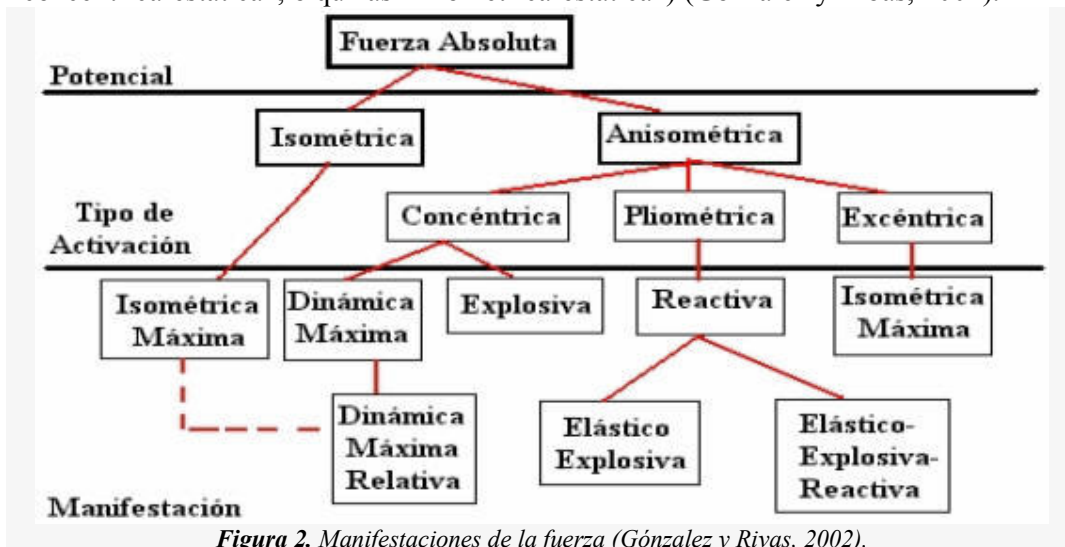 Fuerza Absoluta
Potencial
Isométrica
Anisométrica
Tipo de
Activación
Concéntrica
Pliométrica
Excéntrica
Isométrica
Máxima
Dinámica
Máxima
Explosiva
Reactiva
Isométrica
Máxima
Dinámica
Máxima
Relativa
Elástico
Explosiva
Elástico-
Explosiva-
Reactiva
Manifestación
Figura 2. Manifestaciones de la fuerza (Gónzalez y Rivas, 2002).